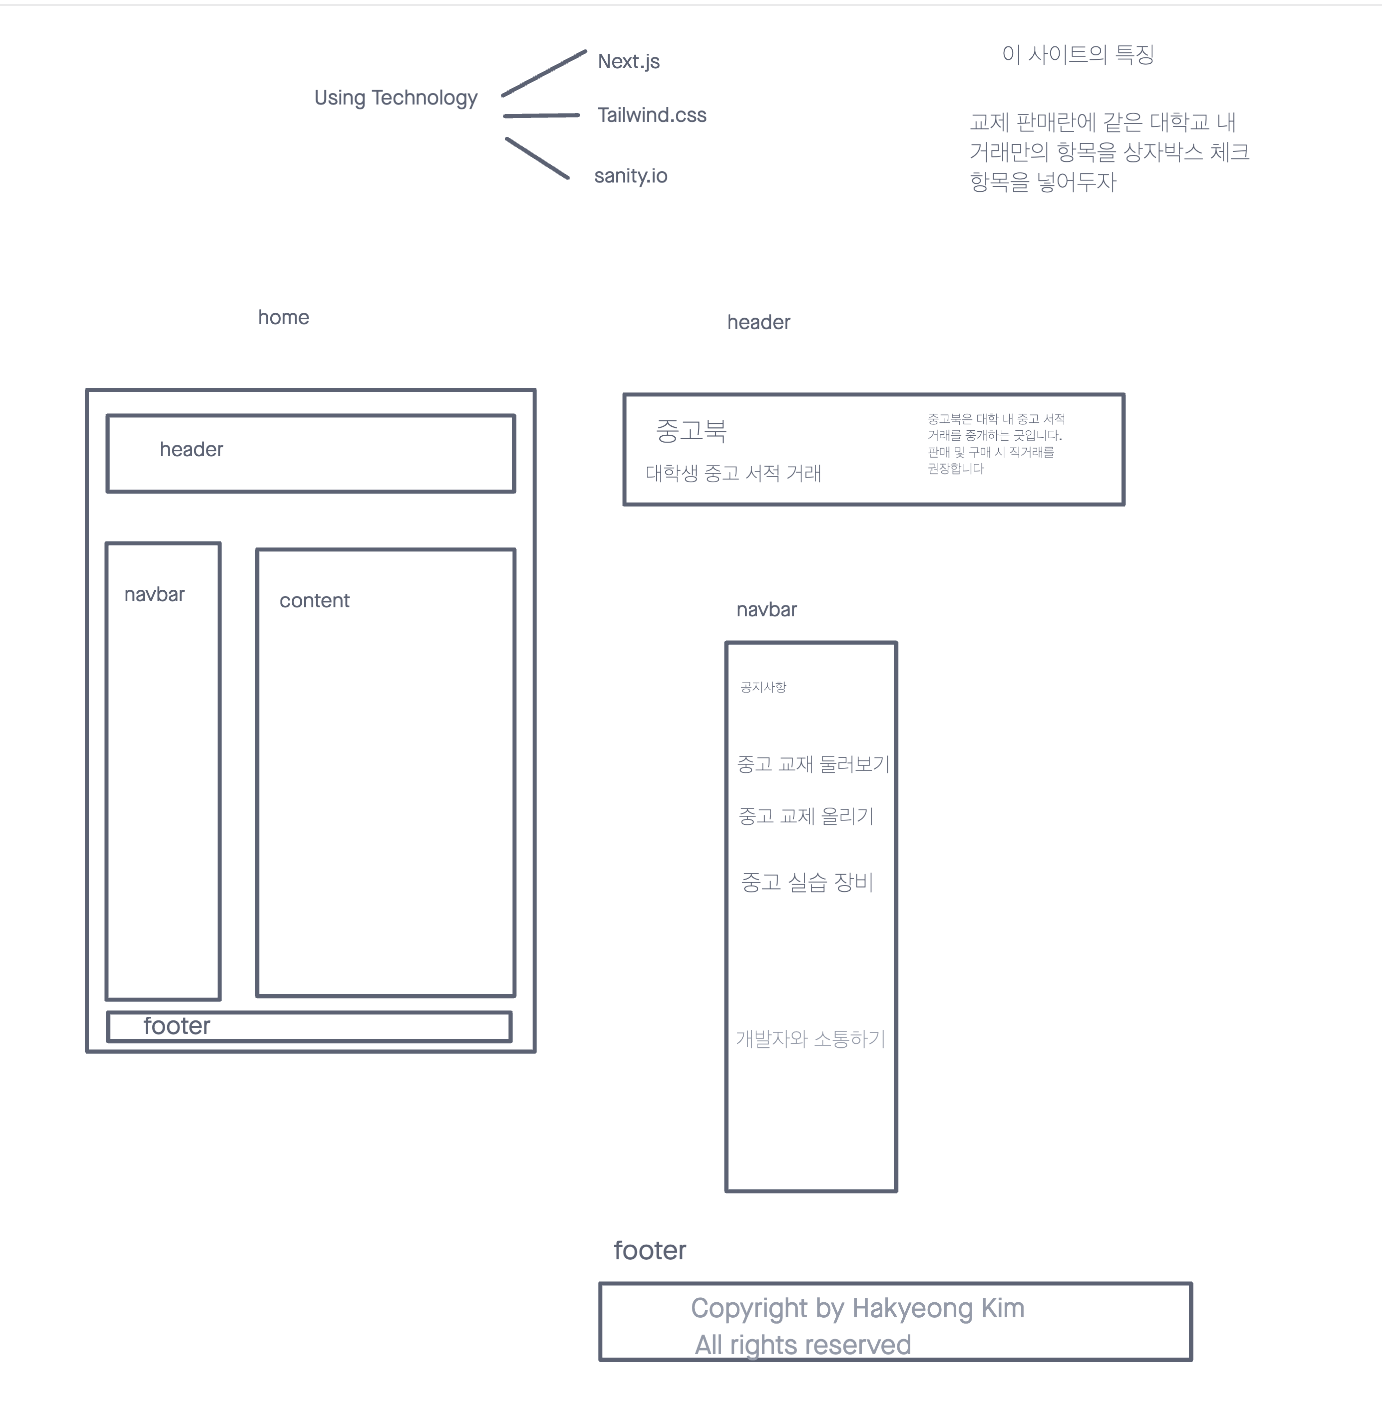 Using Technology
Next.js
Tailwind.css
sanity.io
이 사이트의 특징
교제 판매란에 같은 대학교 내
거래만의 항목을 상자박스 체크
항목을 넣어두자
home
header
navbar
content
footer
header
중고북
대학생 중고 서적 거래
중고북은 대학 내 중고 서적
거래를 중개하는 곳입니다.
판매 및 구매 시 직거래를
권장합니다
navbar
공지사항
중고 교재 둘러보기
중고 교제 올리기
중고 실습 장비
개발자와 소통하기
footer
Copyright by Hakyeong Kim
All rights reserved